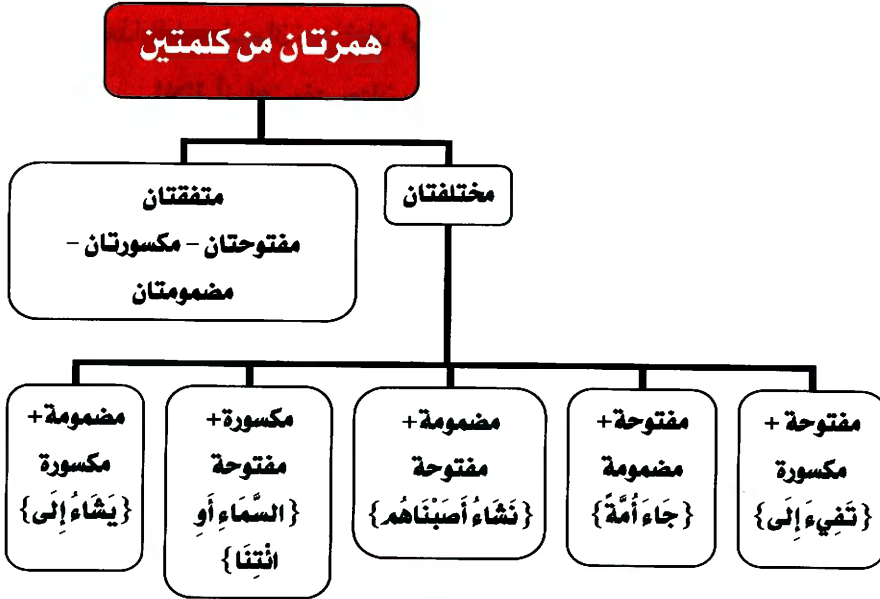 همزتان من كلمتين
مختلفتان
متفقتان
مفتوحتان - مكسورتان -
مضمومتان
مفتوحة +
مكسورة
{تَفِيءَ إِلَى}
مفتوحة+
مضمومة
{جَاءَ أُمَّةً}
مضمومة+
مفتوحة
{نَشَاءُ أَصَبْنَاهُم}
مكسورة+
مفتوحة
{السَّمَاءِ أَوِ
ائْتِنَا}
مضمومة+
مكسورة
{يَشَاءُ إِلَى}